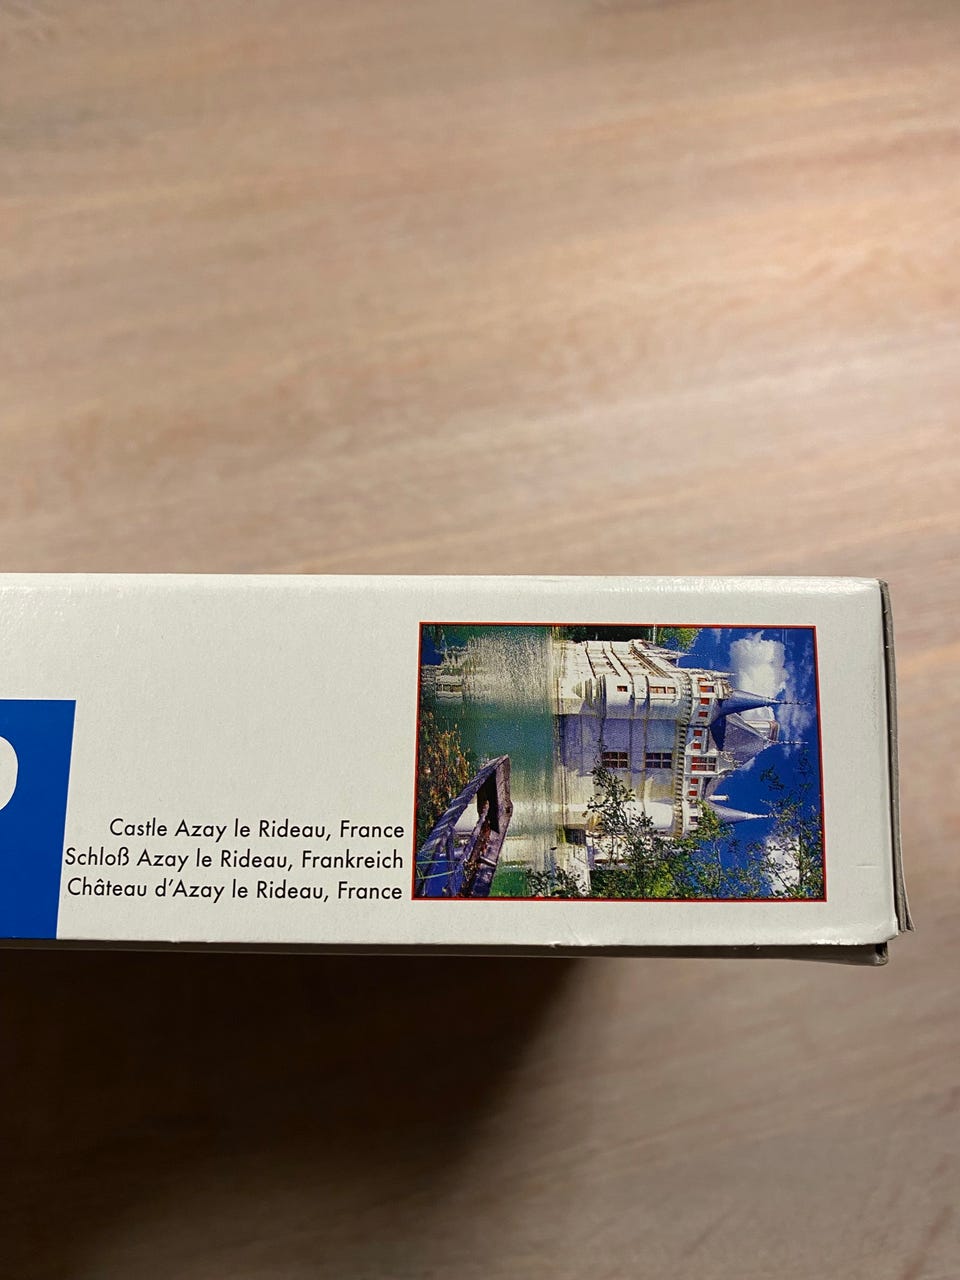 Castle Azay le Rideau, France
Schloß Azay le Rideau, Frankreich
Château d'Azay le Rideau, France